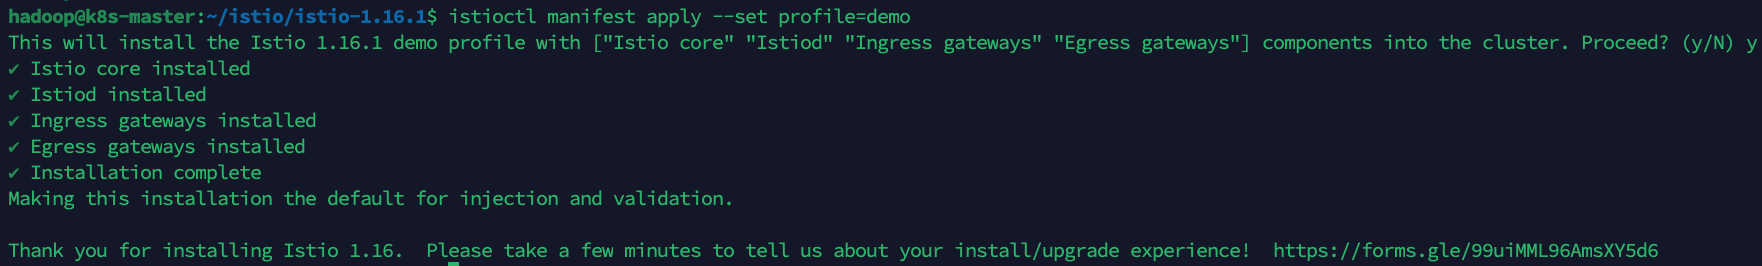 hadoop@k8s-master:~/istio/istio-1.16.1$ istioctl manifest apply --set profile=demo
This will install the Istio 1.16.1 demo profile with ["Istio core" "Istiod" "Ingress gateways" "Egress gateways"] components into the cluster. Proceed? (y/N) y
✔ Istio core installed
✔ Istiod installed
✔ Ingress gateways installed
✔ Egress gateways installed
✔ Installation complete
Making this installation the default for injection and validation.
Thank you for installing Istio 1.16.  Please take a few minutes to tell us about your install/upgrade experience!  https://forms.gle/99uiMML96AmsXY5d6